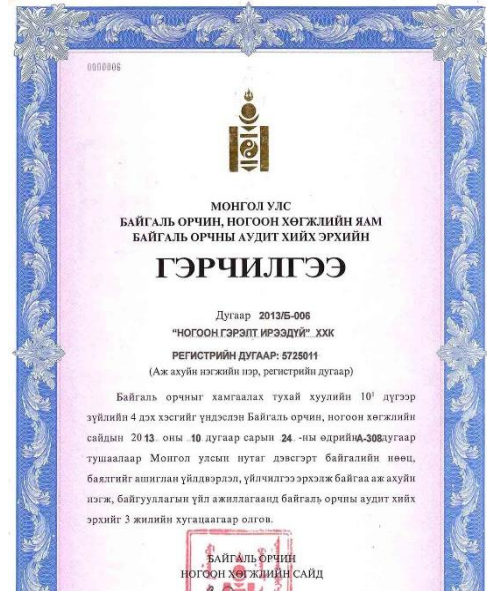 0000006
МОНГОЛ УЛС
БАЙГАЛЬ ОРЧИН, НОГООН ХӨГЖЛИЙН ЯАМ
БАЙГАЛЬ ОРЧНЫ АУДИТ ХИЙХ ЭРХИЙН
ГЭРЧИЛГЭЭ
Дугаар 2013/Б-006
"НОГООН ГЭРЭЛТ ИРЭЭДҮЙ" ХХК
РЕГИСТРИЙН ДУГААР: 5725011
(Аж ахуйн нэгжийн нэр, регистрийн дугаар)
Байгаль орчныг хамгаалах тухай хуулийн 10¹ дүгээр
зүйлийн 4 дэх хэсгийг үндэслэн Байгаль орчин, ногоон хөгжлийн
сайдын 2013 оны 10 дугаар сарын 24 -ны өдрийн А-308 дугаар
тушаалаар Монгол улсын нутаг дэвсгэрт байгалийн нөөц,
баялгийг ашиглан үйлдвэрлэл, үйлчилгээ эрхэлж байгаа аж ахуйн
нэгж, байгууллагын үйл ажиллагаанд байгаль орчны аудит хийх
эрхийг 3 жилийн хугацаагаар олгов.
БАЙГАЛЬ ОРЧИН
НОГООН ХӨГЖЛИЙН САЙД